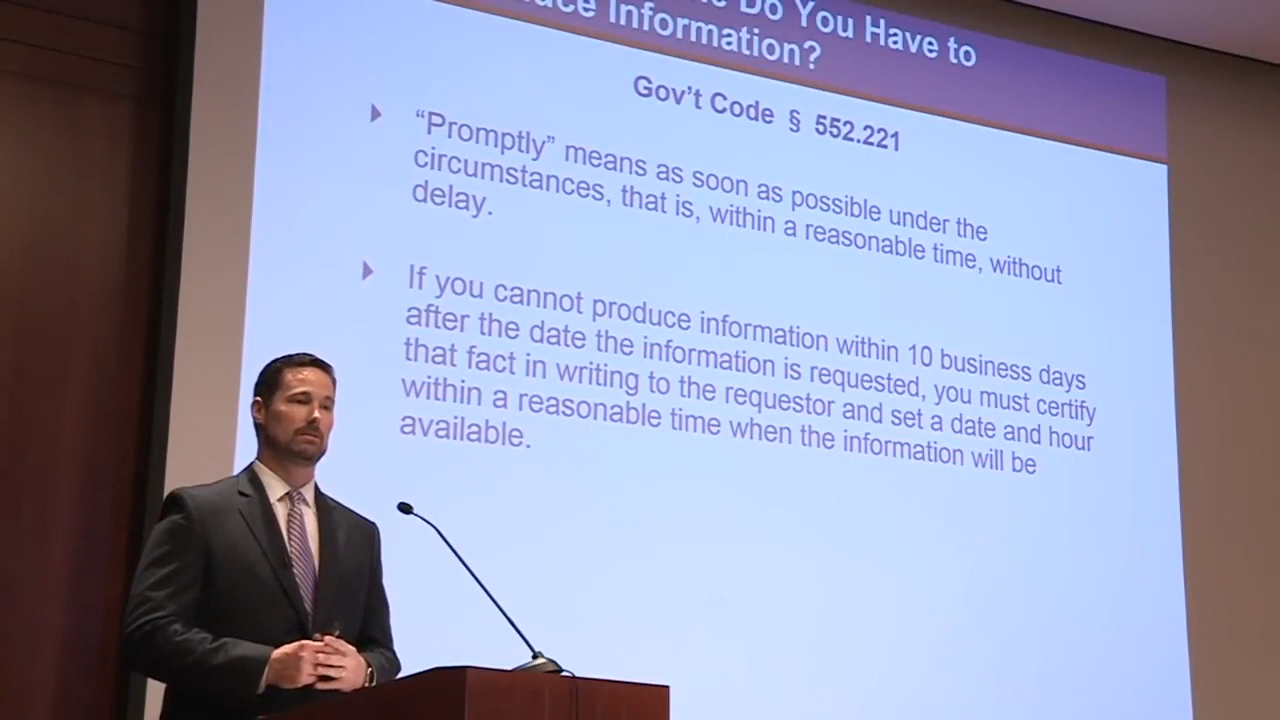 Do You Have to
Information?
Gov't Code § 552.221
“Promptly” means as soon as possible under the
circumstances, that is, within a reasonable time, without
delay.
If you cannot produce information within 10 business days
after the date the information is requested, you must certify
that fact in writing to the requestor and set a date and hour
within a reasonable time when the information will be
available.